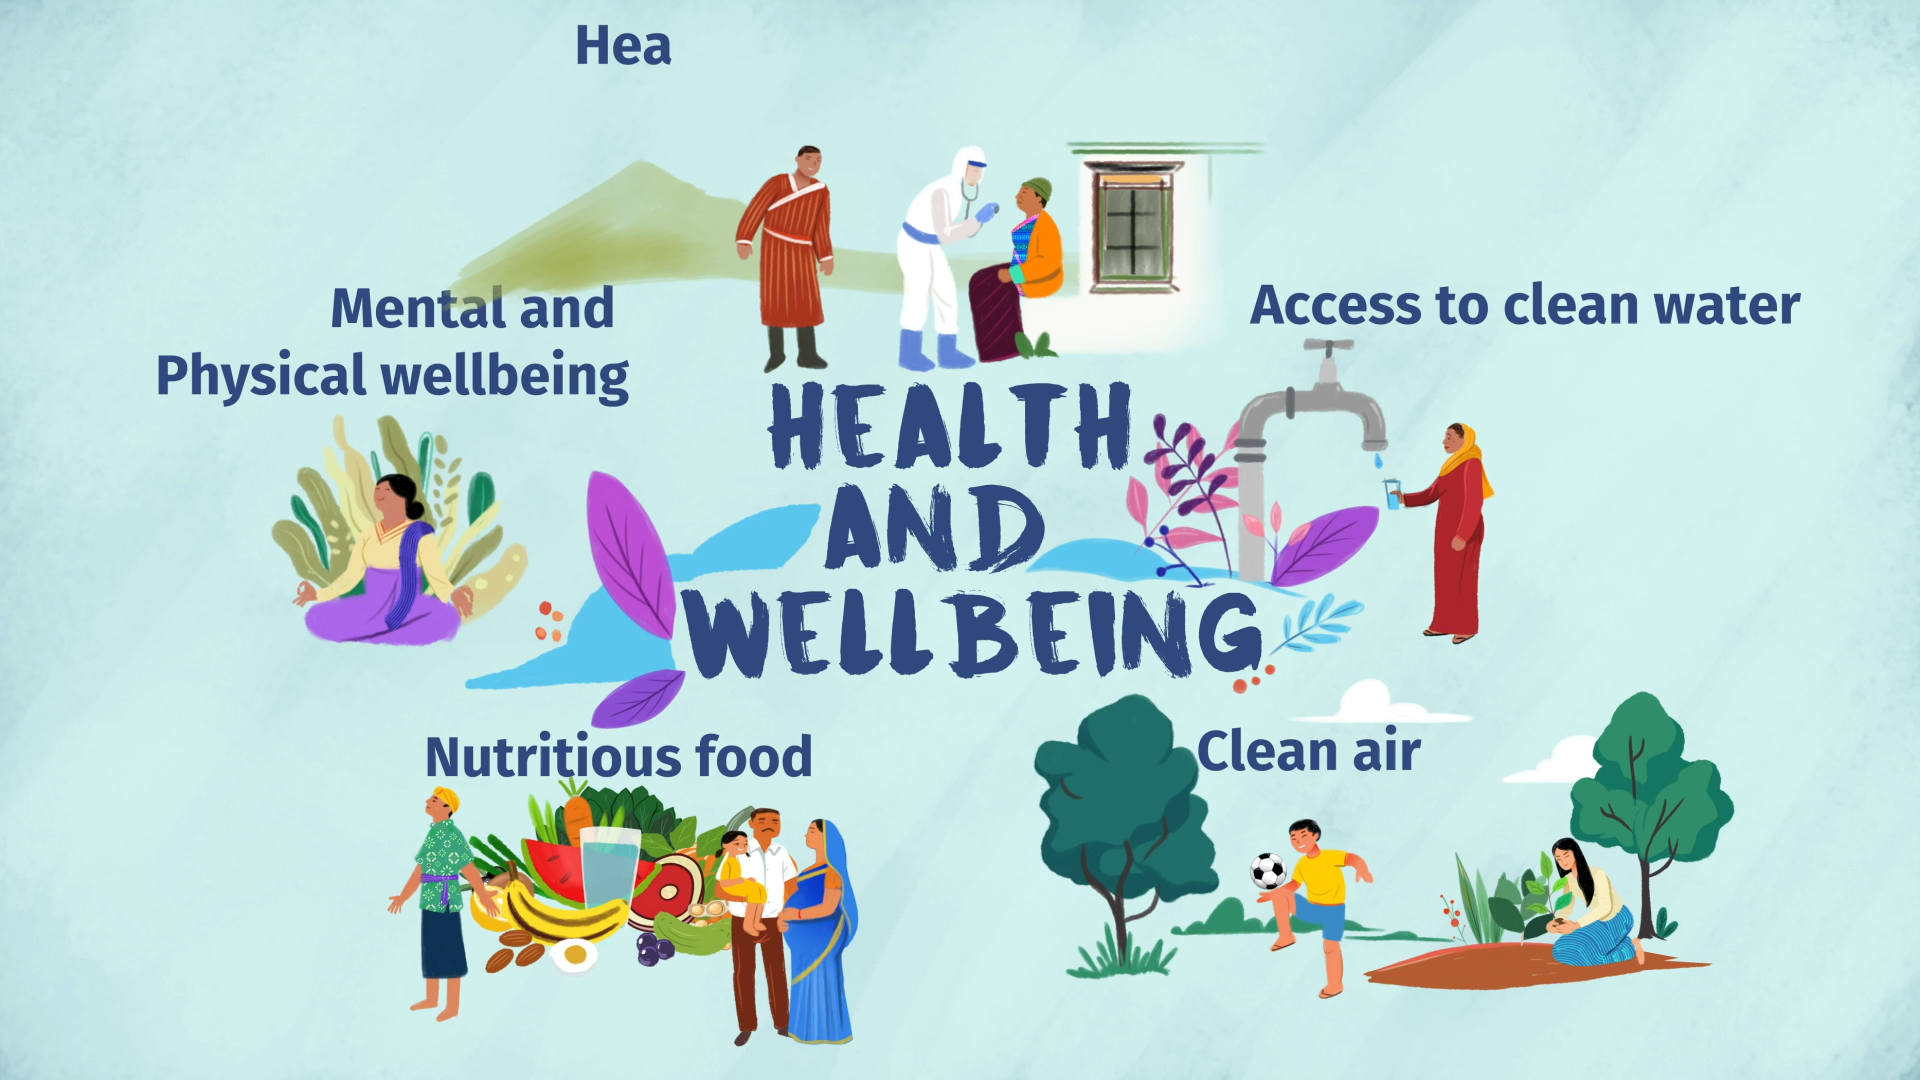 Hea
Mental and
Physical wellbeing
Access to clean water
HEALTH
AND
WELLBEING
Nutritious food
Clean air